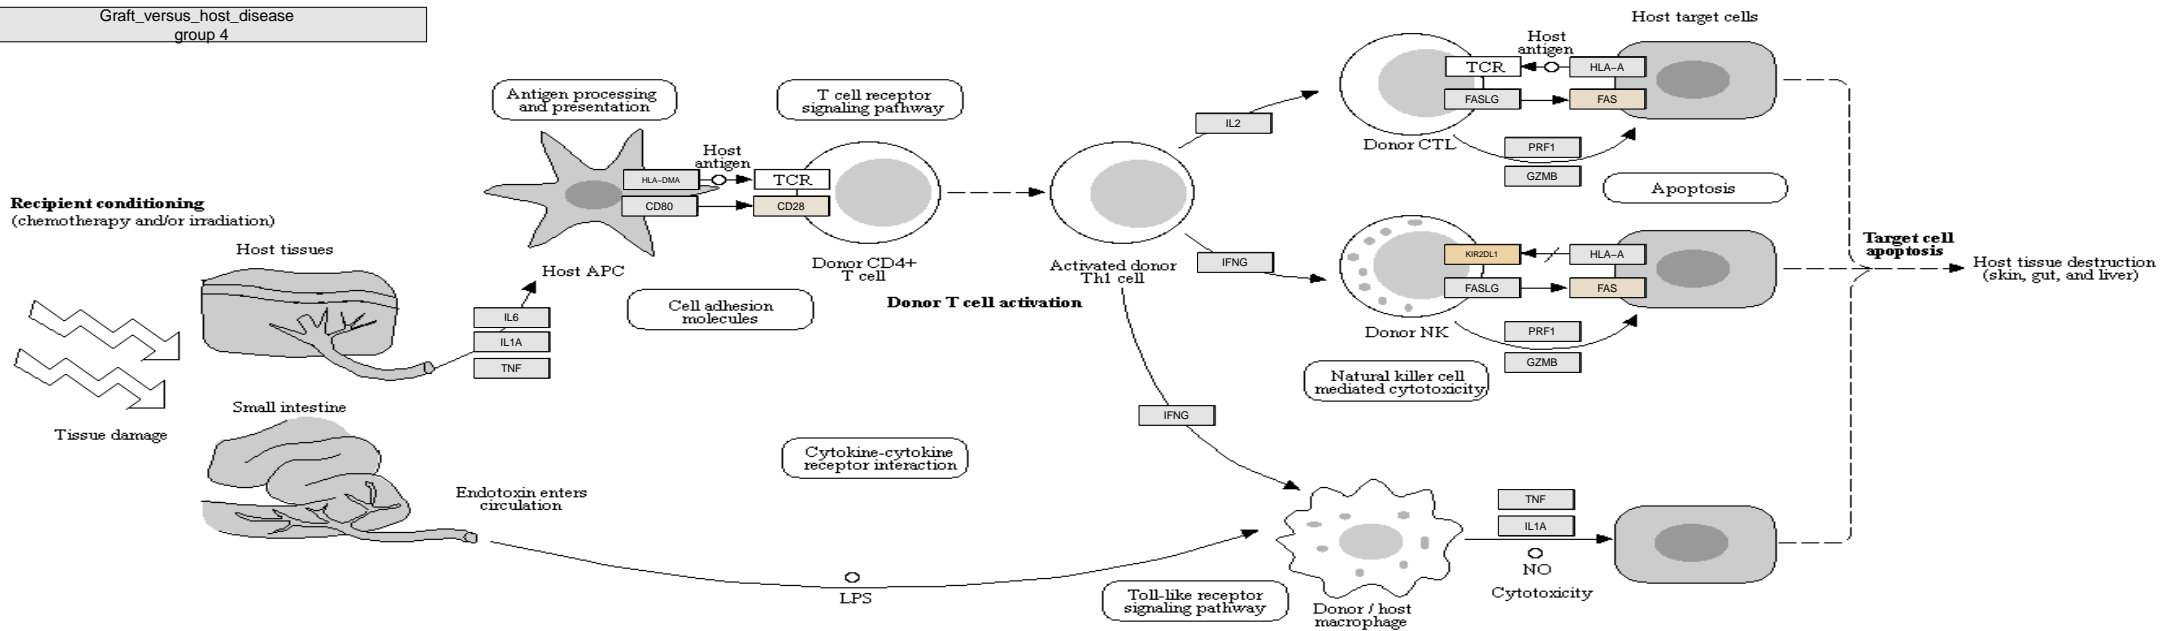 Graft_versus_host_disease
group 4
Host target cells
Host
antigen
TCR
HLA−A
FASLG
FAS
Donor CTL
PRF1
GZMB
Apoptosis
IL2
Antigen processing
and presentation
T cell receptor
signaling pathway
Host
antigen
HLA−DMA
TCR
CD80
CD28
Host APC
Donor CD4+
T cell
Activated donor
Th1 cell
Donor T cell activation
Cell adhesion
molecules
Recipient conditioning
(chemotherapy and/or irradiation)
Host tissues
IL6
IL1A
TNF
IFNG
KIR2DL1
HLA−A
FASLG
FAS
Donor NK
PRF1
GZMB
Natural killer cell
mediated cytotoxicity
Target cell
apoptosis
Host tissue destruction
(skin, gut, and liver)
Small intestine
Tissue damage
IFNG
Cytokine-cytokine
receptor interaction
Endotoxin enters
circulation
LPS
Toll-like receptor
signaling pathway
Donor / host
macrophage
TNF
IL1A
NO
Cytotoxicity